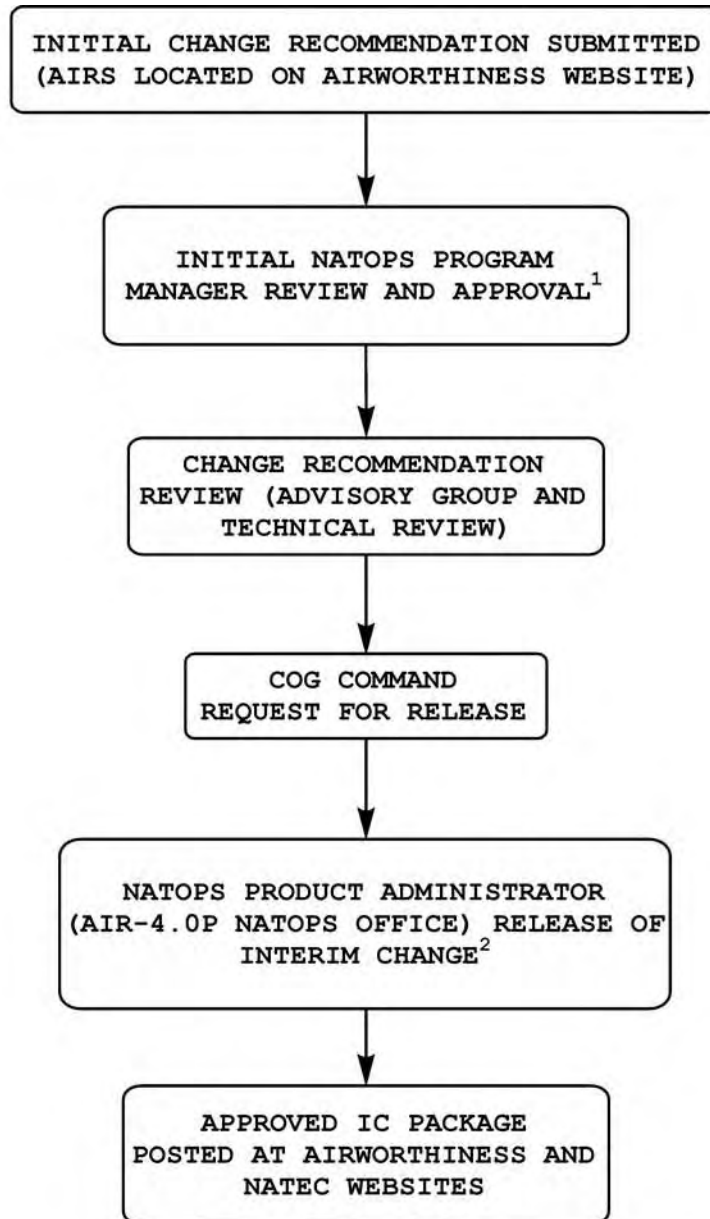 INITIAL CHANGE RECOMMENDATION SUBMITTED
(AIRS LOCATED ON AIRWORTHINESS WEBSITE)
INITIAL NATOPS PROGRAM
MANAGER REVIEW AND APPROVAL¹
CHANGE RECOMMENDATION
REVIEW (ADVISORY GROUP AND
TECHNICAL REVIEW)
COG COMMAND
REQUEST FOR RELEASE
NATOPS PRODUCT ADMINISTRATOR
(AIR-4.0P NATOPS OFFICE) RELEASE OF
INTERIM CHANGE²
APPROVED IC PACKAGE
POSTED AT AIRWORTHINESS AND
NATEC WEBSITES